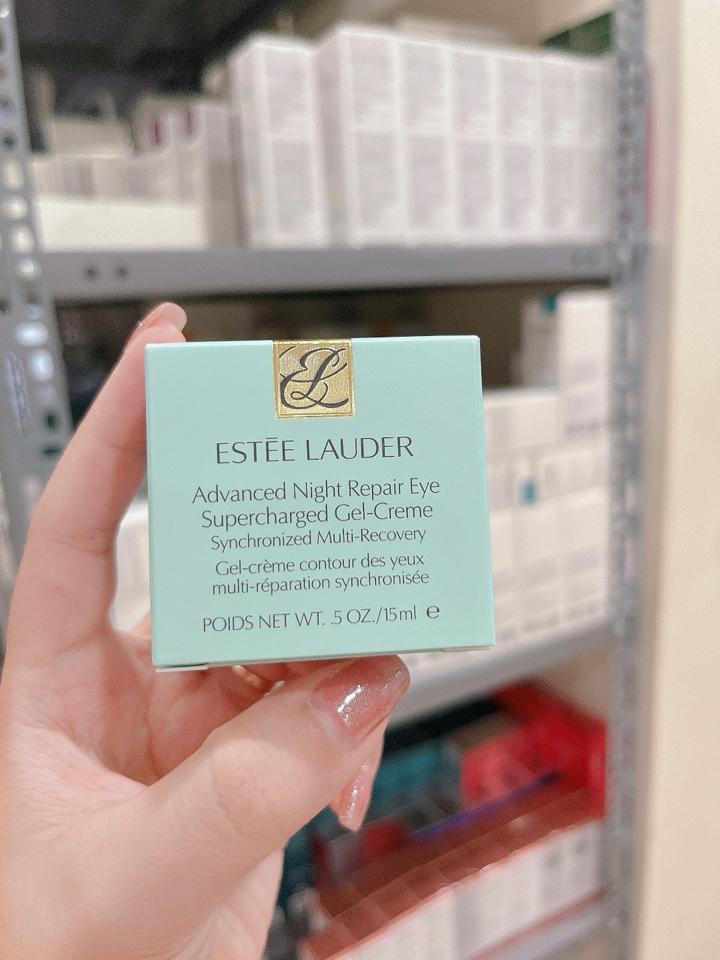 EL
ESTĒE LAUDER
Advanced Night Repair Eye
Supercharged Gel-Creme
Synchronized Multi-Recovery
Gel-crème contour des yeux
multi-réparation synchronisée
POIDS NET WT. .5 OZ./15ml ℮